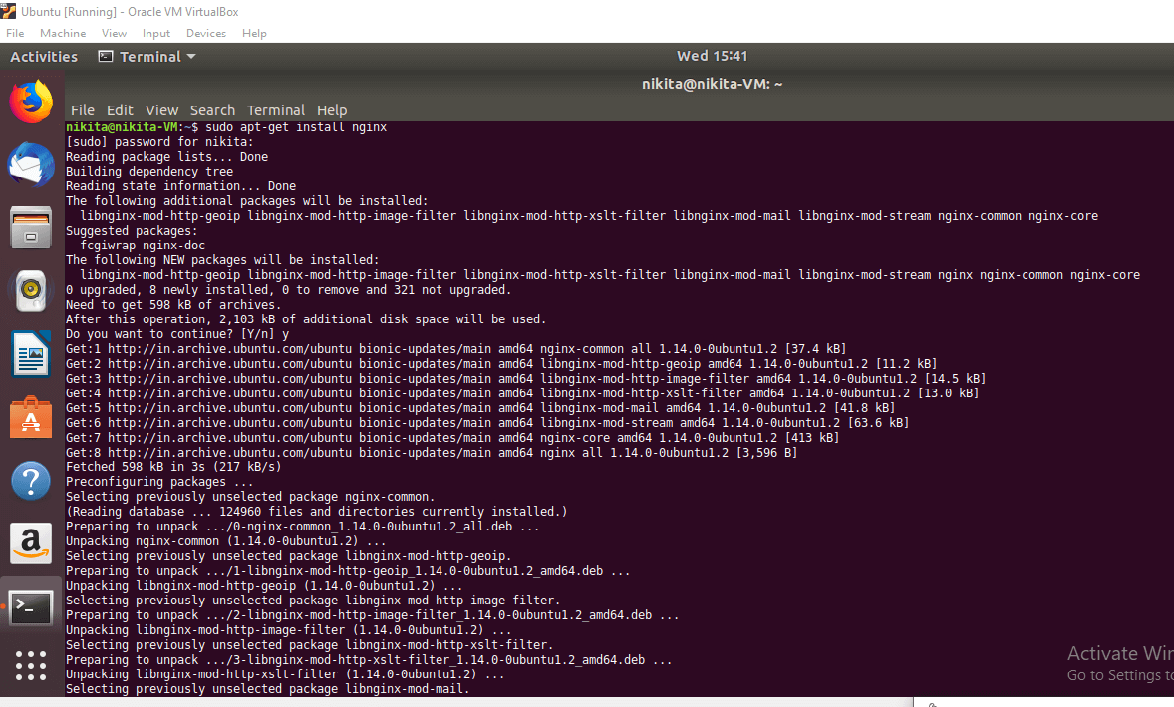 Ubuntu [Running] - Oracle VM VirtualBox
File Machine View Input Devices Help
Activities Terminal Wed 15:41
nikita@nikita-VM: ~
File Edit View Search Terminal Help
nikita@nikita-VM:~$ sudo apt-get install nginx
[sudo] password for nikita:
Reading package lists... Done
Building dependency tree
Reading state information... Done
The following additional packages will be installed:
libnginx-mod-http-geoip libnginx-mod-http-image-filter libnginx-mod-http-xslt-filter libnginx-mod-mail libnginx-mod-stream nginx-common nginx-core
Suggested packages:
fcgiwrap nginx-doc
The following NEW packages will be installed:
libnginx-mod-http-geoip libnginx-mod-http-image-filter libnginx-mod-http-xslt-filter libnginx-mod-mail libnginx-mod-stream nginx nginx-common nginx-core
0 upgraded, 8 newly installed, 0 to remove and 321 not upgraded.
Need to get 598 kB of archives.
After this operation, 2,103 kB of additional disk space will be used.
Do you want to continue? [Y/n] y
Get:1 http://in.archive.ubuntu.com/ubuntu bionic-updates/main amd64 nginx-common all 1.14.0-0ubuntu1.2 [37.4 kB]
Get:2 http://in.archive.ubuntu.com/ubuntu bionic-updates/main amd64 libnginx-mod-http-geoip amd64 1.14.0-0ubuntu1.2 [11.2 kB]
Get:3 http://in.archive.ubuntu.com/ubuntu bionic-updates/main amd64 libnginx-mod-http-image-filter amd64 1.14.0-0ubuntu1.2 [14.5 kB]
Get:4 http://in.archive.ubuntu.com/ubuntu bionic-updates/main amd64 libnginx-mod-http-xslt-filter amd64 1.14.0-0ubuntu1.2 [13.0 kB]
Get:5 http://in.archive.ubuntu.com/ubuntu bionic-updates/main amd64 libnginx-mod-mail amd64 1.14.0-0ubuntu1.2 [41.8 kB]
Get:6 http://in.archive.ubuntu.com/ubuntu bionic-updates/main amd64 libnginx-mod-stream amd64 1.14.0-0ubuntu1.2 [63.6 kB]
Get:7 http://in.archive.ubuntu.com/ubuntu bionic-updates/main amd64 nginx-core amd64 1.14.0-0ubuntu1.2 [413 kB]
Get:8 http://in.archive.ubuntu.com/ubuntu bionic-updates/main amd64 nginx all 1.14.0-0ubuntu1.2 [3,596 B]
Fetched 598 kB in 3s (217 kB/s)
Preconfiguring packages ...
Selecting previously unselected package nginx-common.
(Reading database ... 124960 files and directories currently installed.)
Preparing to unpack .../0-nginx-common_1.14.0-0ubuntu1.2_all.deb ...
Unpacking nginx-common (1.14.0-0ubuntu1.2) ...
Selecting previously unselected package libnginx-mod-http-geoip.
Preparing to unpack .../1-libnginx-mod-http-geoip_1.14.0-0ubuntu1.2_amd64.deb ...
Unpacking libnginx-mod-http-geoip (1.14.0-0ubuntu1.2) ...
Selecting previously unselected package libnginx-mod-http-image-filter.
Preparing to unpack .../2-libnginx-mod-http-image-filter_1.14.0-0ubuntu1.2_amd64.deb ...
Unpacking libnginx-mod-http-image-filter (1.14.0-0ubuntu1.2) ...
Selecting previously unselected package libnginx-mod-http-xslt-filter.
Preparing to unpack .../3-libnginx-mod-http-xslt-filter_1.14.0-0ubuntu1.2_amd64.deb ...
Unpacking libnginx-mod-http-xslt-filter (1.14.0-0ubuntu1.2) ...
Selecting previously unselected package libnginx-mod-mail.
Activate Win
Go to Settings to